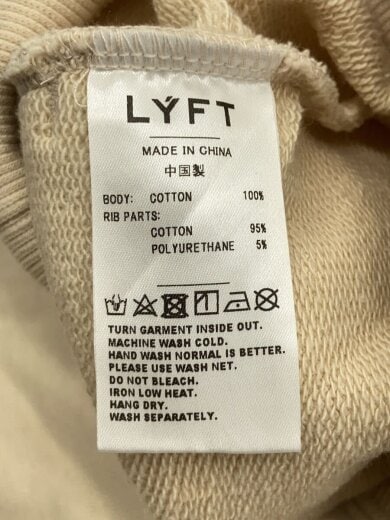 LÝFT
MADE IN CHINA
中国製
BODY: COTTON 100%
RIB PARTS:
COTTON 95%
POLYURETHANE 5%
TURN GARMENT INSIDE OUT.
MACHINE WASH COLD.
HAND WASH NORMAL IS BETTER.
PLEASE USE WASH NET.
DO NOT BLEACH.
IRON LOW HEAT.
HANG DRY.
WASH SEPARATELY.